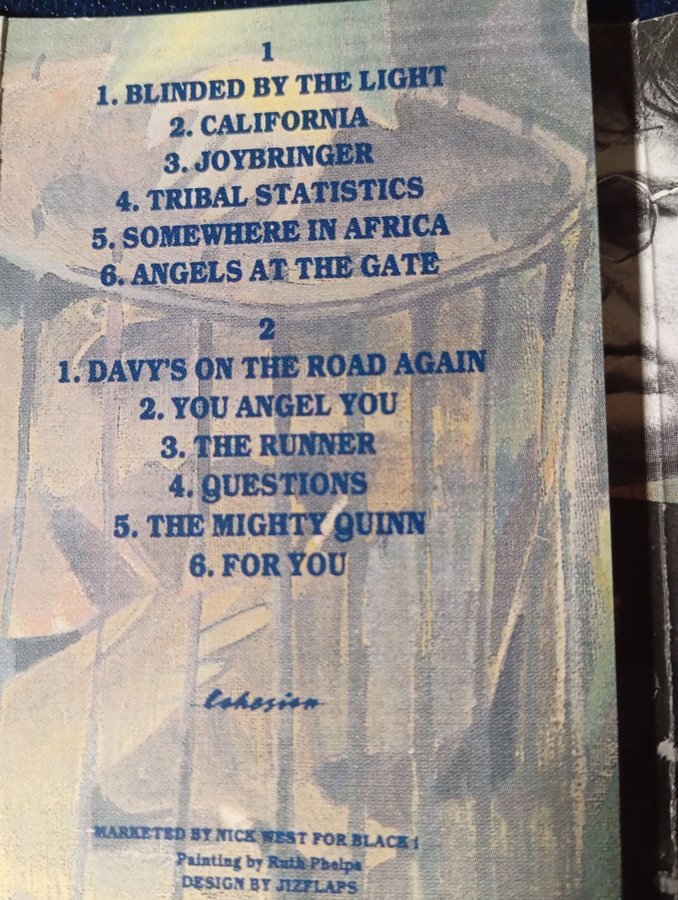 1
1. BLINDED BY THE LIGHT
2. CALIFORNIA
3. JOYBRINGER
4. TRIBAL STATISTICS
5. SOMEWHERE IN AFRICA
6. ANGELS AT THE GATE
2
1. DAVY'S ON THE ROAD AGAIN
2. YOU ANGEL YOU
3. THE RUNNER
4. QUESTIONS
5. THE MIGHTY QUINN
6. FOR YOU
Cohesion
MARKETED BY NICK WEST FOR BLACK 1
Painting by Ruth Phelps
DESIGN BY JIZFLAPS